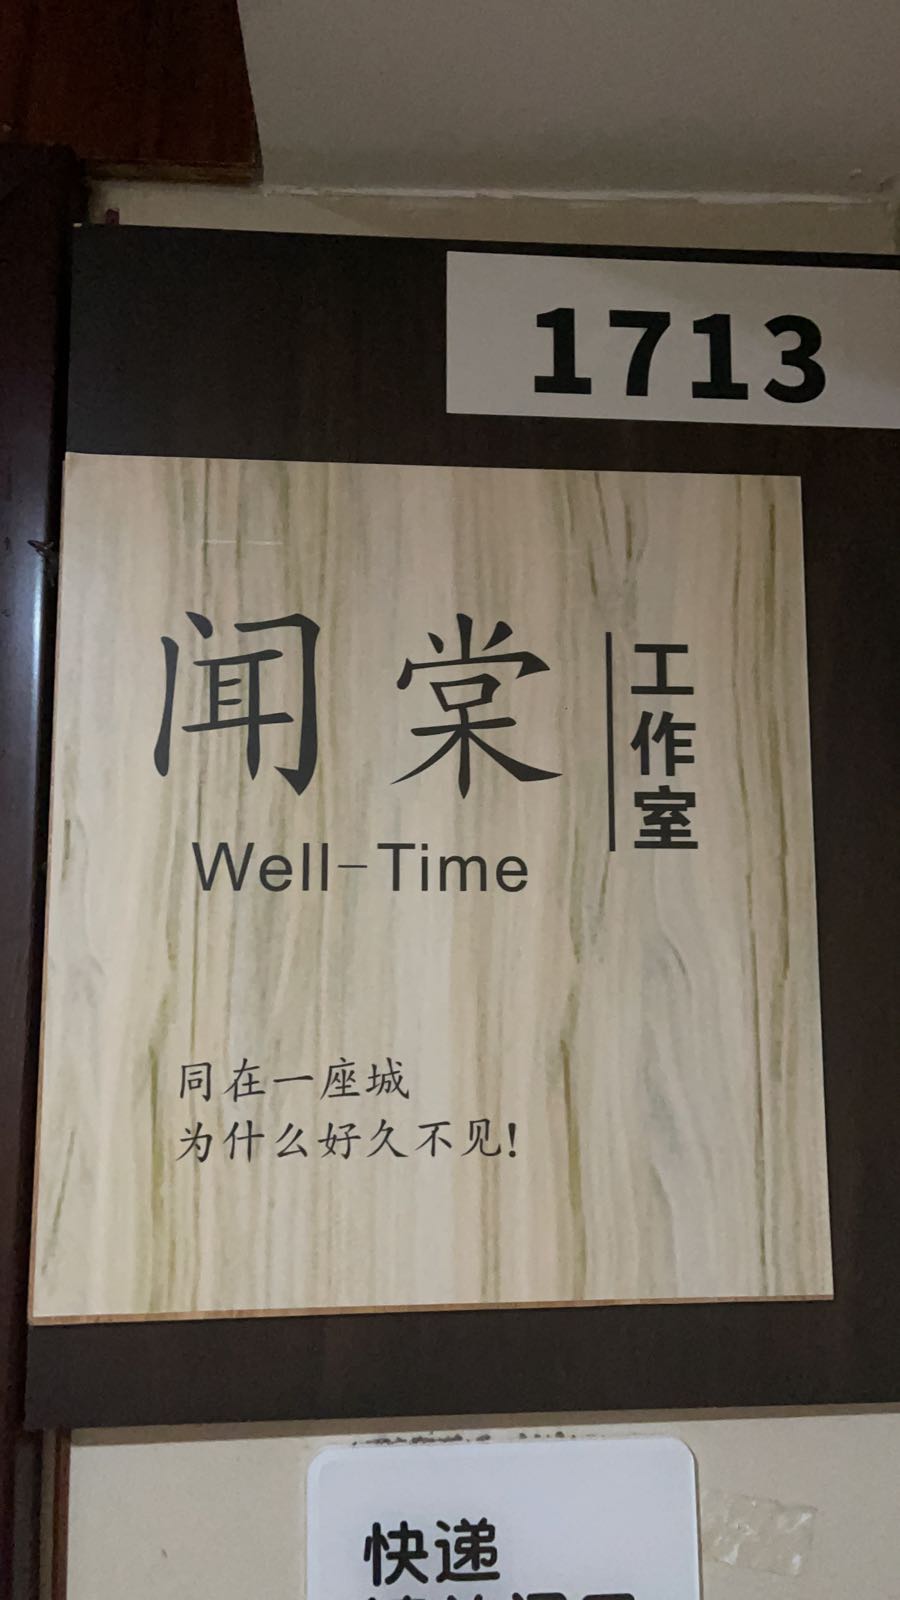 1713
闻棠
工作室
Well-Time
同在一座城
为什么好久不见!
快递